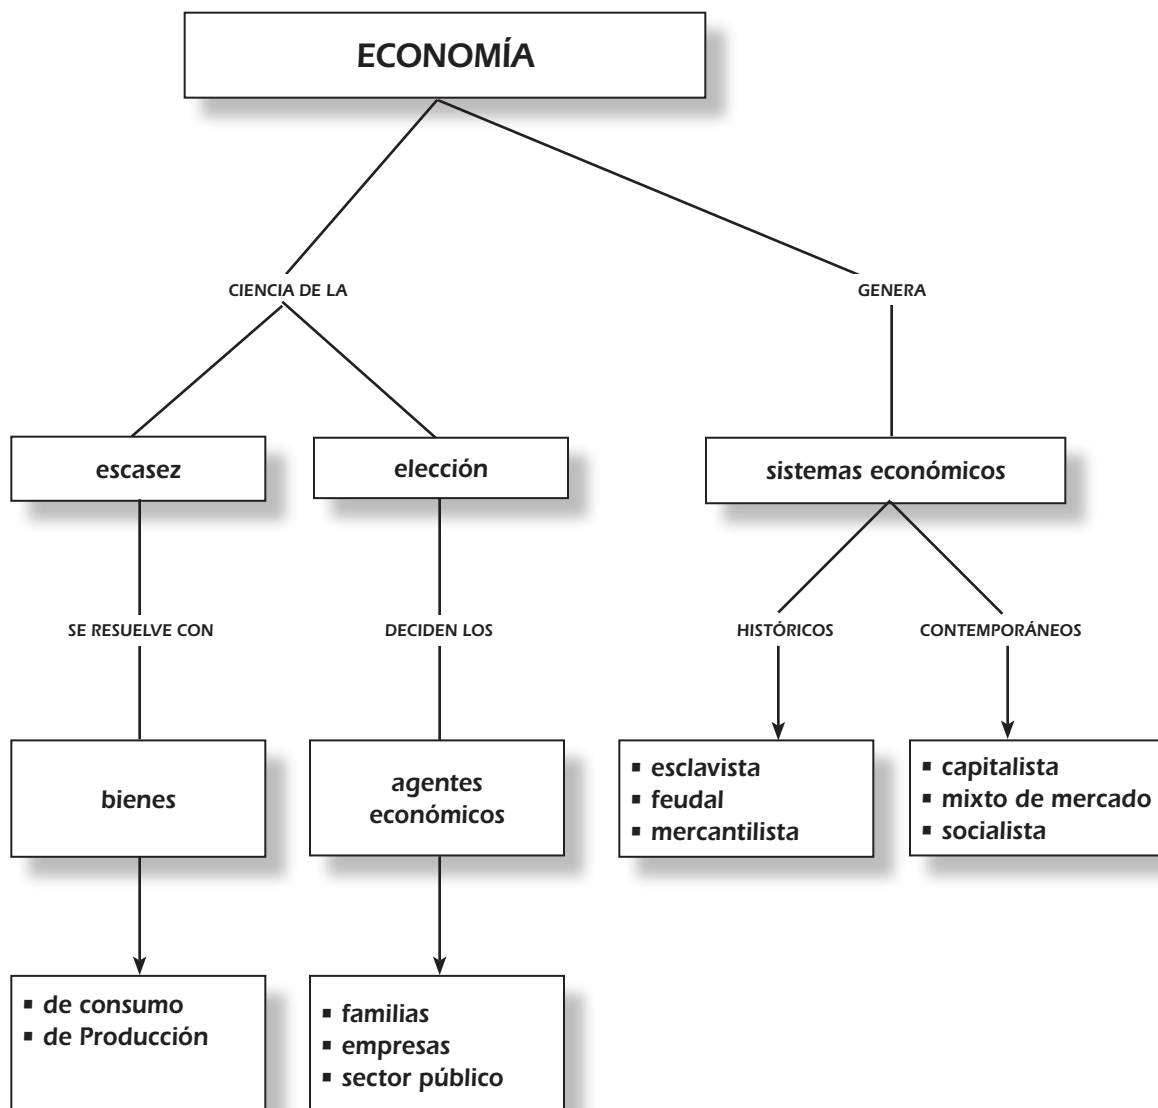 ECONOMÍA
CIENCIA DE LA
GENERA
escasez
elección
sistemas económicos
SE RESUELVE CON
DECIDEN LOS
HISTÓRICOS
CONTEMPORÁNEOS
bienes
agentes
económicos
▪ esclavista
▪ feudal
▪ mercantilista
▪ capitalista
▪ mixto de mercado
▪ socialista
▪ de consumo
▪ de Producción
▪ familias
▪ empresas
▪ sector público